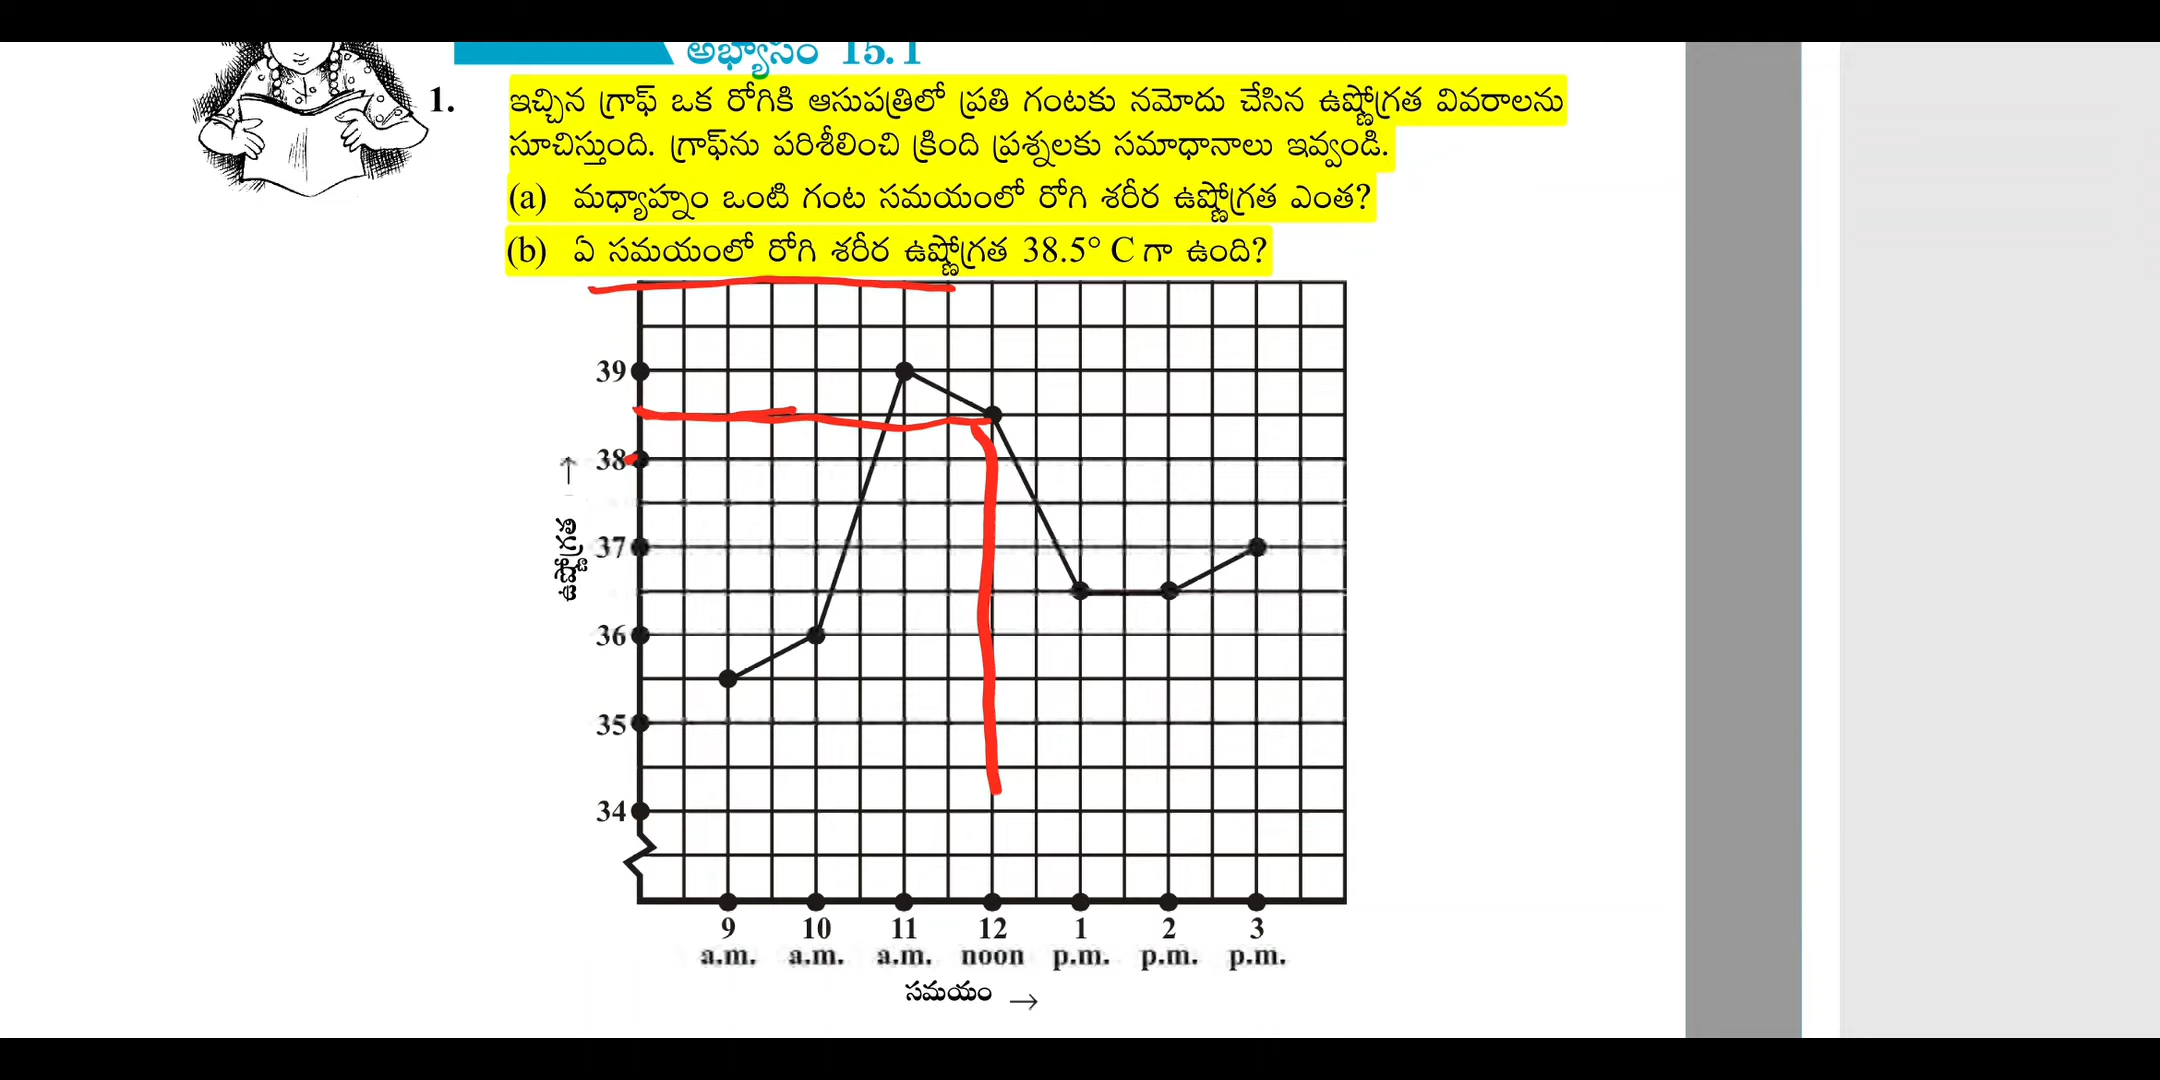 అభ్యాసం 15.1
1. ఇచ్చిన గ్రాఫ్ ఒక రోగికి ఆసుపత్రిలో ప్రతి గంటకు నమోదు చేసిన ఉష్ణోగ్రత వివరాలను
సూచిస్తుంది. గ్రాఫ్‌ను పరిశీలించి క్రింది ప్రశ్నలకు సమాధానాలు ఇవ్వండి.
(a) మధ్యాహ్నం ఒంటి గంట సమయంలో రోగి శరీర ఉష్ణోగ్రత ఎంత?
(b) ఏ సమయంలో రోగి శరీర ఉష్ణోగ్రత 38.5° C గా ఉంది?
39
38
37
36
35
34
ఉష్ణోగ్రత →
9 10 11 12 1 2 3
a.m. a.m. a.m. noon p.m. p.m. p.m.
సమయం →